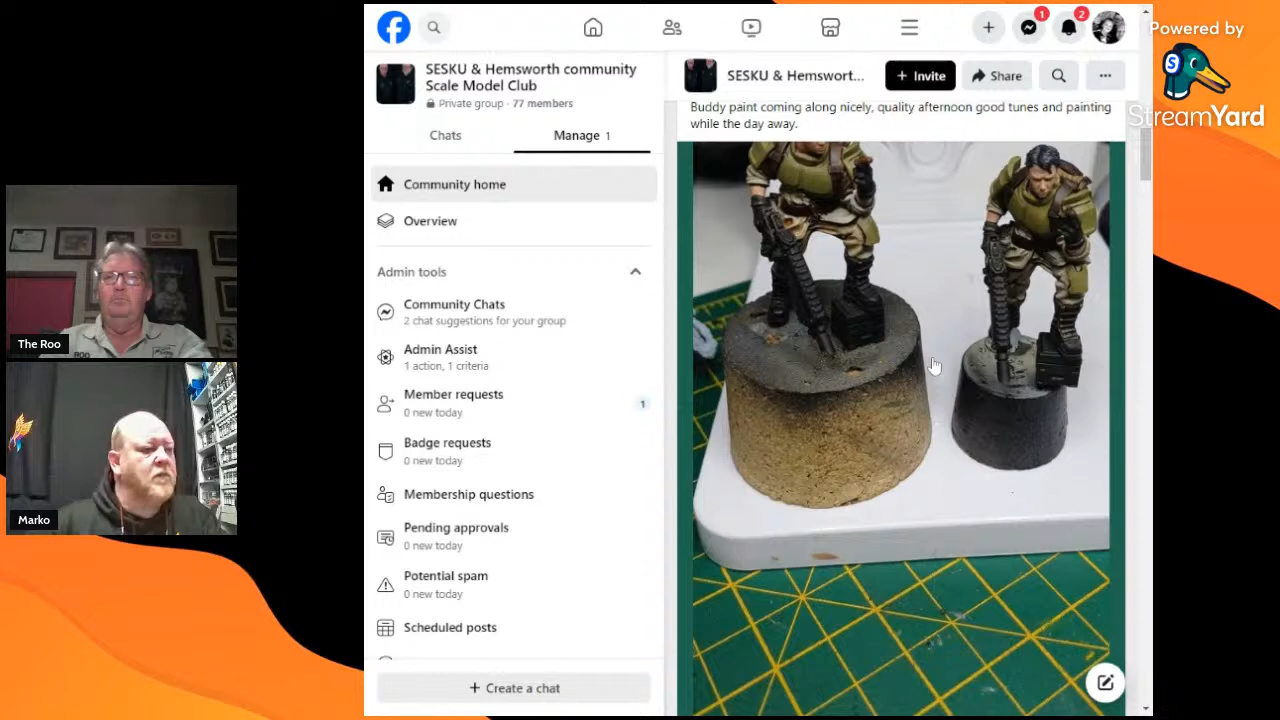 1
2
Powered by
S
StreamYard
SESKU & Hemsworth community
Scale Model Club
Private group · 77 members
Chats
Manage 1
Community home
Overview
Admin tools
Community Chats
2 chat suggestions for your group
Admin Assist
1 action, 1 criteria
Member requests
0 new today
1
Badge requests
0 new today
Membership questions
Pending approvals
0 new today
Potential spam
0 new today
Scheduled posts
+ Create a chat
SESKU & Hemswort...
+ Invite
Share
Buddy paint coming along nicely, quality afternoon good tunes and painting
while the day away.
The Roo
ROO
Marko